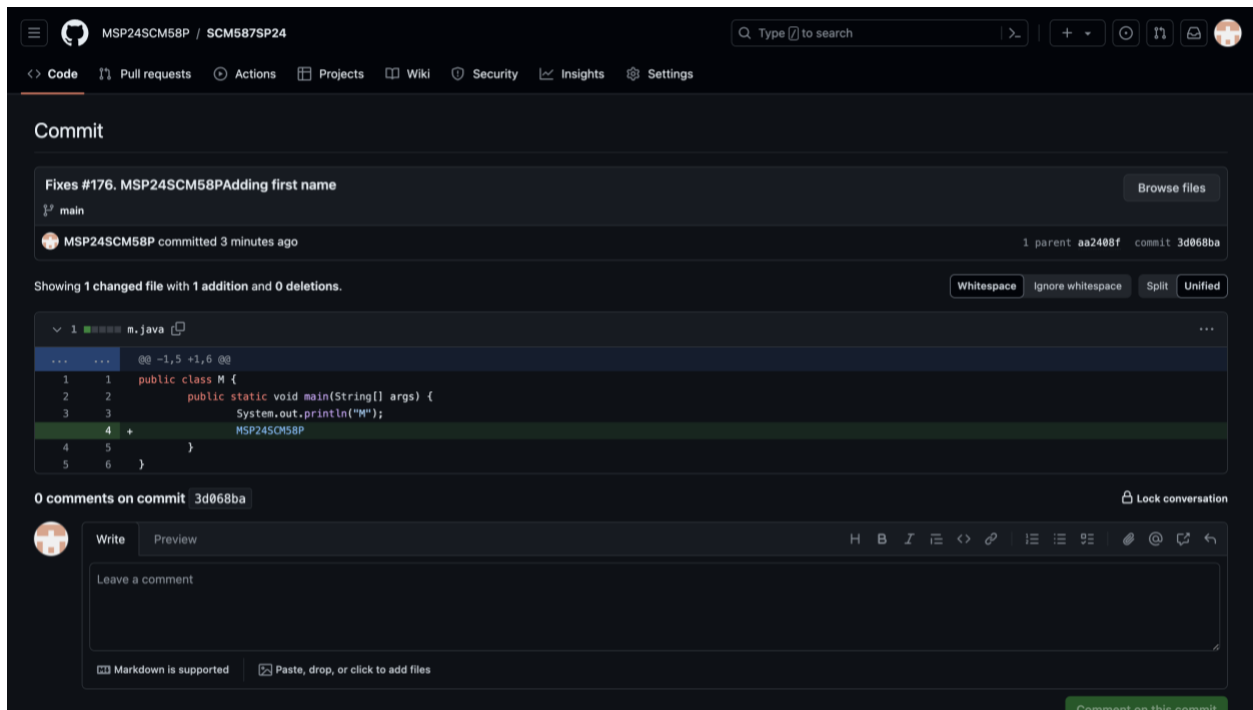 MSP24SCM58P / SCM587SP24 Type / to search
Code Pull requests Actions Projects Wiki Security Insights Settings
Commit
Fixes #176. MSP24SCM58PAdding first name Browse files
main
MSP24SCM58P committed 3 minutes ago 1 parent aa2408f commit 3d068ba
Showing 1 changed file with 1 addition and 0 deletions. Whitespace Ignore whitespace Split Unified
1 m.java ...
... ... @@ -1,5 +1,6 @@
1 1 public class M {
2 2 public static void main(String[] args) {
3 3 System.out.println("M");
4 + MSP24SCM58P
4 5 }
5 6 }
0 comments on commit 3d068ba Lock conversation
Write Preview
Leave a comment
Markdown is supported Paste, drop, or click to add files
Comment on this commit